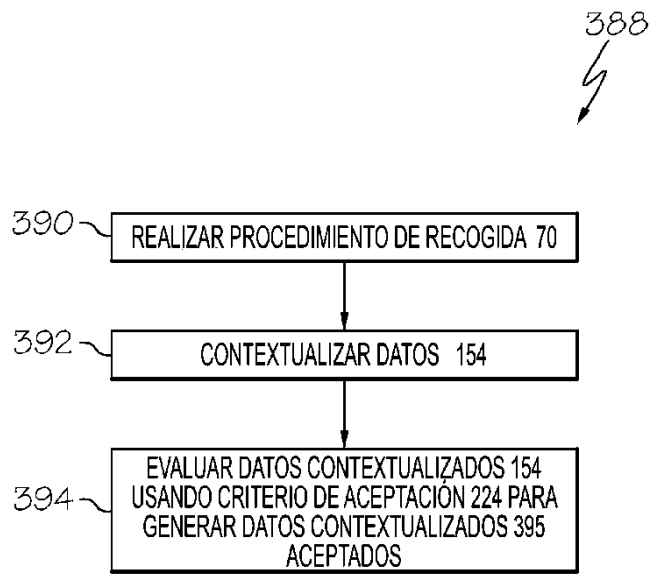 388
390
REALIZAR PROCEDIMIENTO DE RECOGIDA 70
392
CONTEXTUALIZAR DATOS 154
394
EVALUAR DATOS CONTEXTUALIZADOS 154
USANDO CRITERIO DE ACEPTACIÓN 224 PARA
GENERAR DATOS CONTEXTUALIZADOS 395
ACEPTADOS